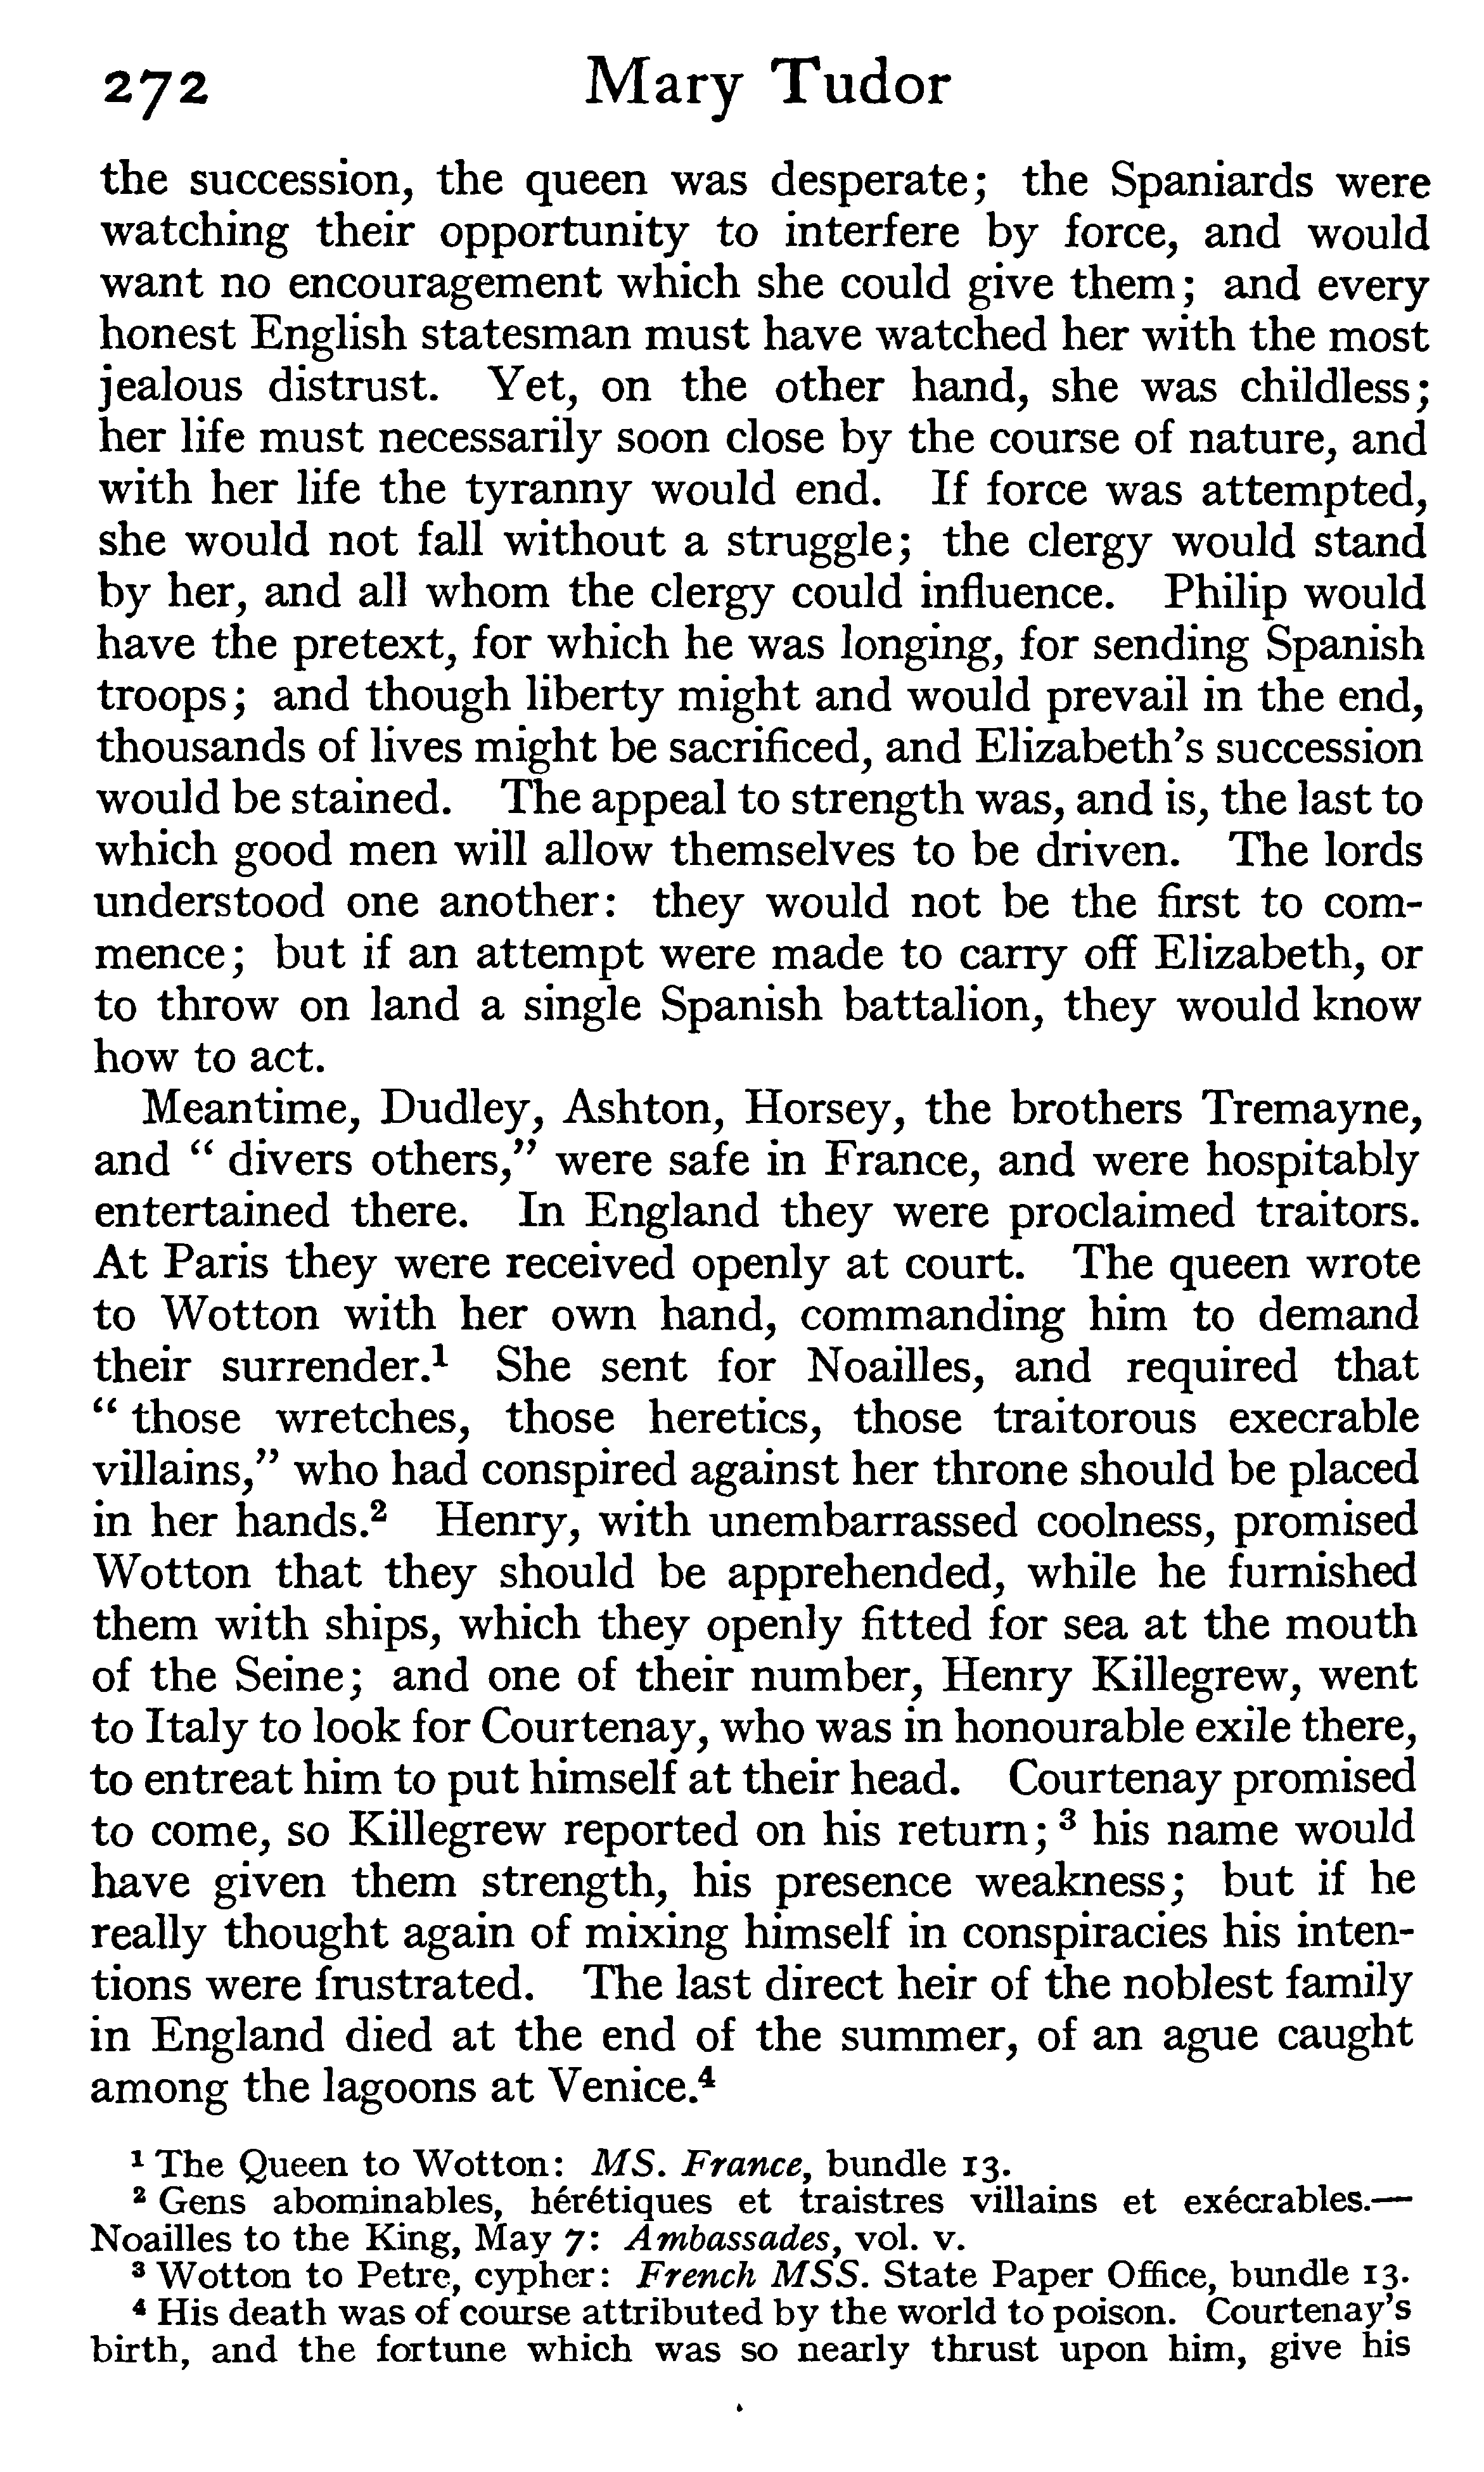 272 Mary Tudor
the succession, the queen was desperate; the Spaniards were
watching their opportunity to interfere by force, and would
want no encouragement which she could give them; and every
honest English statesman must have watched her with the most
jealous distrust. Yet, on the other hand, she was childless;
her life must necessarily soon close by the course of nature, and
with her life the tyranny would end. If force was attempted,
she would not fall without a struggle; the clergy would stand
by her, and all whom the clergy could influence. Philip would
have the pretext, for which he was longing, for sending Spanish
troops; and though liberty might and would prevail in the end,
thousands of lives might be sacrificed, and Elizabeth's succession
would be stained. The appeal to strength was, and is, the last to
which good men will allow themselves to be driven. The lords
understood one another: they would not be the first to com-
mence; but if an attempt were made to carry off Elizabeth, or
to throw on land a single Spanish battalion, they would know
how to act.
Meantime, Dudley, Ashton, Horsey, the brothers Tremayne,
and " divers others," were safe in France, and were hospitably
entertained there. In England they were proclaimed traitors.
At Paris they were received openly at court. The queen wrote
to Wotton with her own hand, commanding him to demand
their surrender.¹ She sent for Noailles, and required that
" those wretches, those heretics, those traitorous execrable
villains," who had conspired against her throne should be placed
in her hands.² Henry, with unembarrassed coolness, promised
Wotton that they should be apprehended, while he furnished
them with ships, which they openly fitted for sea at the mouth
of the Seine; and one of their number, Henry Killegrew, went
to Italy to look for Courtenay, who was in honourable exile there,
to entreat him to put himself at their head. Courtenay promised
to come, so Killegrew reported on his return; ³ his name would
have given them strength, his presence weakness; but if he
really thought again of mixing himself in conspiracies his inten-
tions were frustrated. The last direct heir of the noblest family
in England died at the end of the summer, of an ague caught
among the lagoons at Venice.⁴
¹ The Queen to Wotton: MS. France, bundle 13.
² Gens abominables, hérétiques et traistres villains et exécrables.—
Noailles to the King, May 7: Ambassades, vol. v.
³ Wotton to Petre, cypher: French MSS. State Paper Office, bundle 13.
⁴ His death was of course attributed by the world to poison. Courtenay's
birth, and the fortune which was so nearly thrust upon him, give his